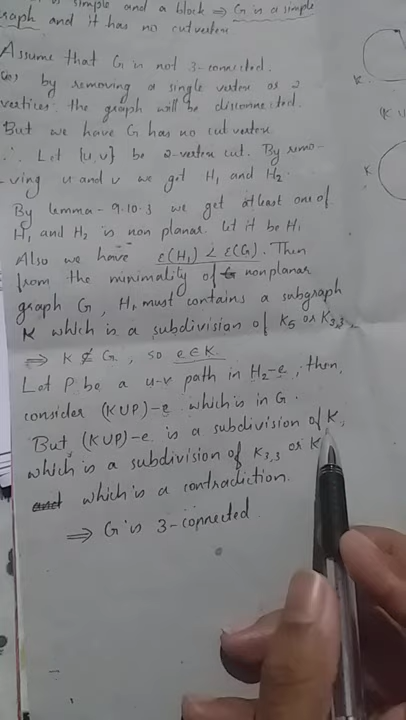 is simple and a block ⇒ G is a simple
graph and it has no cutvertex
Assume that G is not 3-connected.
by removing a single vertex or 2
vertices the graph will be disconnected.
But we have G has no cut vertex
∴ Let {u,v} be 2-vertex cut. By remo-
ving u and v we get H₁ and H₂.
By lemma-9.10.3 we get atleast one of
H₁ and H₂ is non planar. Let it be H₁
Also we have ε(H₁) < ε(G). Then
from the minimality of nonplanar
graph G, H₁ must contains a subgraph
K which is a subdivision of K₅ or K₃,₃
⇒ K ⊄ G, so e ∈ K.
Let P be a u-v path in H₂-e, then,
consider (K∪P)-e which is in G.
But (K∪P)-e is a subdivision of K,
which is a subdivision of K₃,₃ or K
which is a contradiction.
⇒ G is 3-connected.
K
(K ∪
K